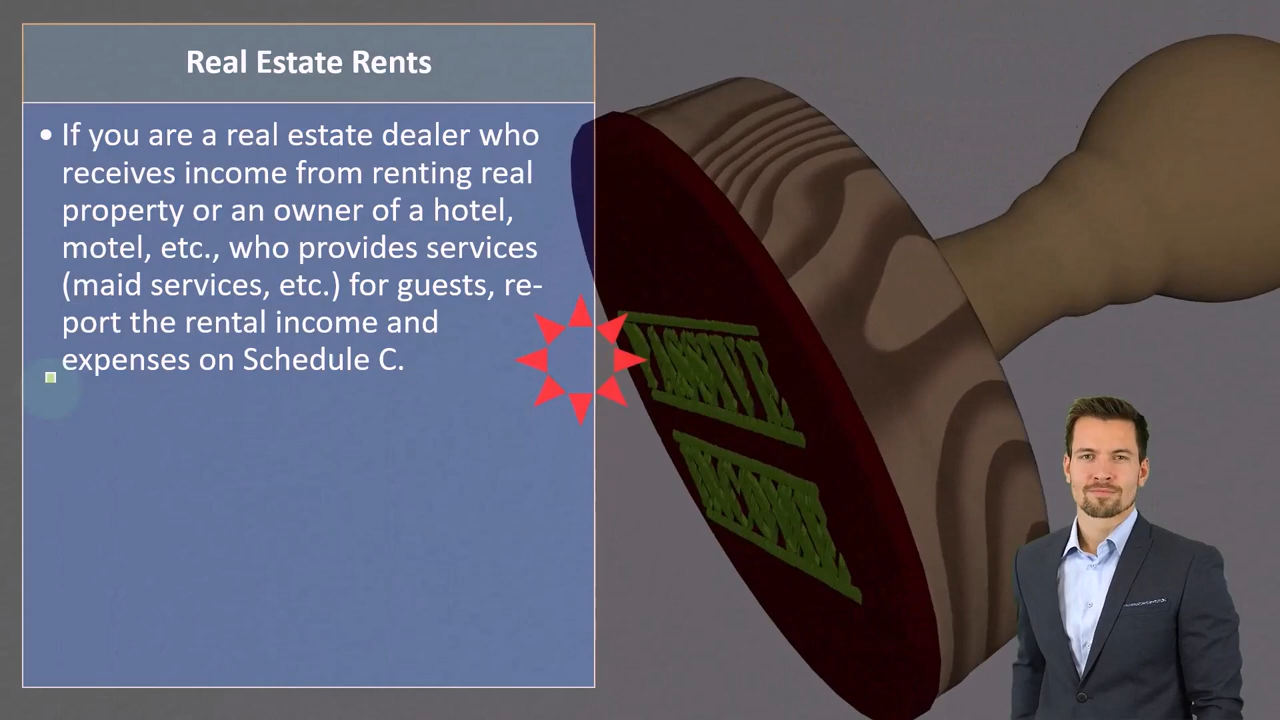 Real Estate Rents
• If you are a real estate dealer who
receives income from renting real
property or an owner of a hotel,
motel, etc., who provides services
(maid services, etc.) for guests, re-
port the rental income and
expenses on Schedule C.
PASSIVE
INCOME